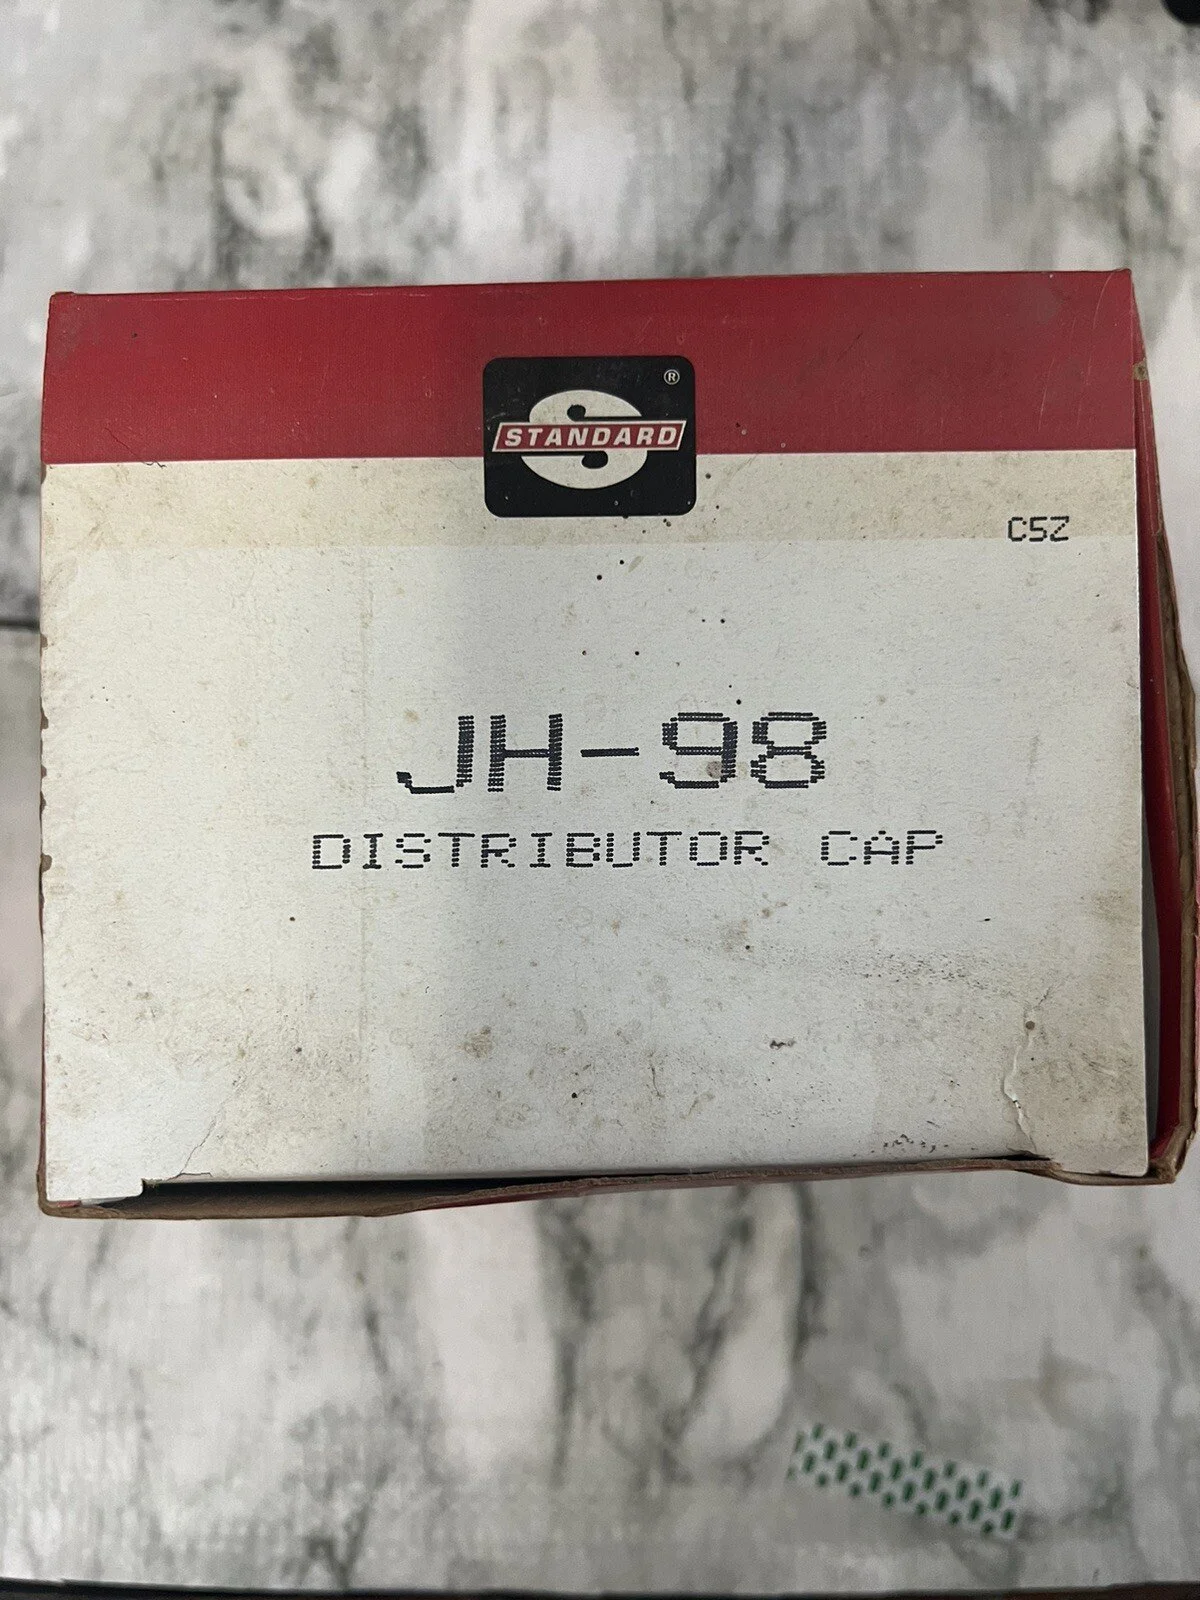 ®
STANDARD
C5Z
JH-98
DISTRIBUTOR CAP